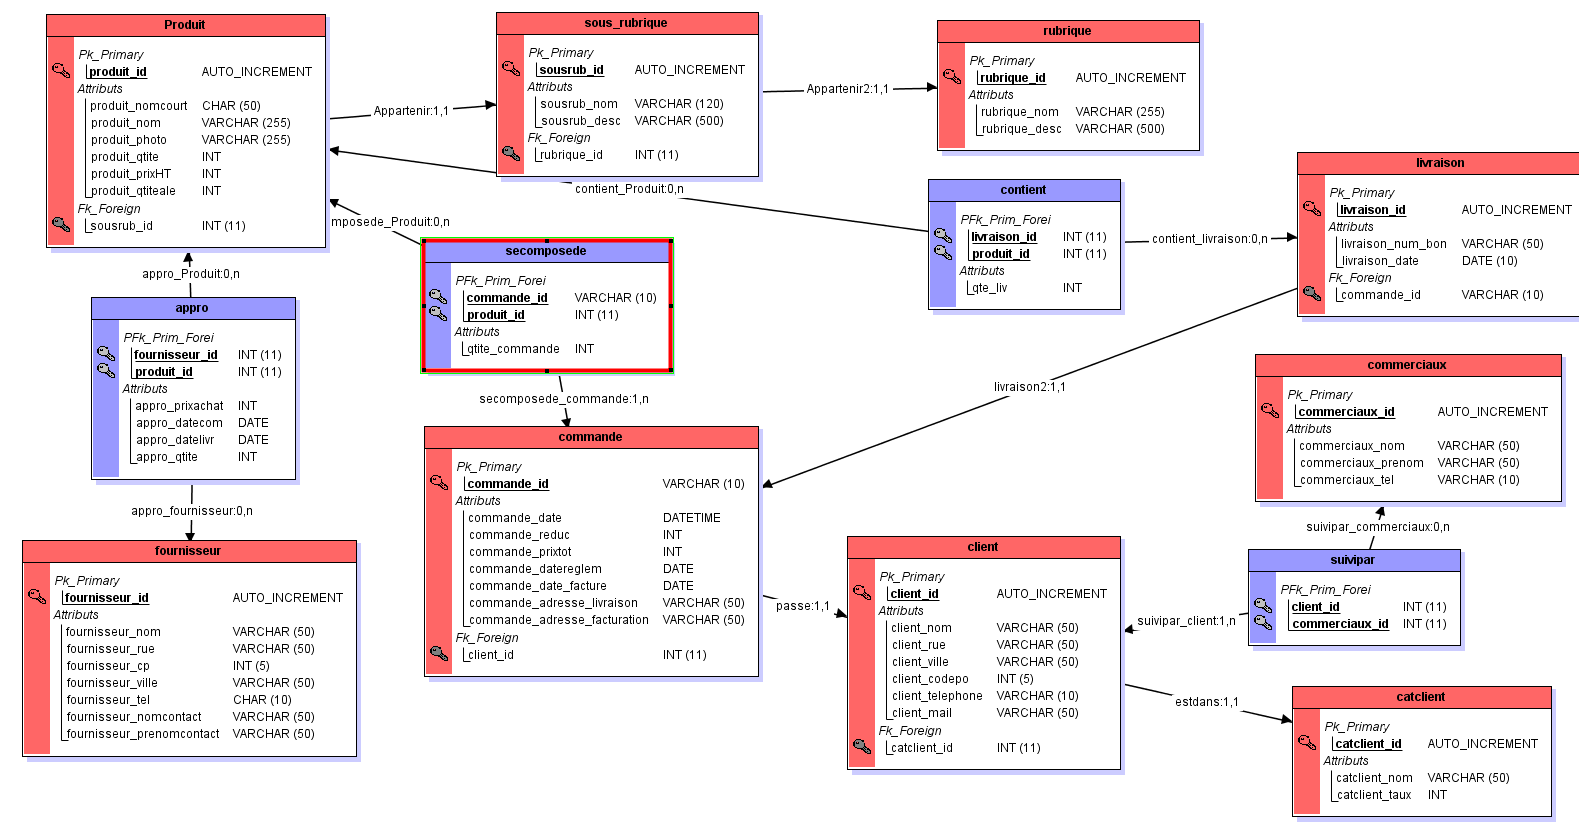 Produit
Pk_Primary
produit_id AUTO_INCREMENT
Attributs
produit_nomcourt CHAR (50)
produit_nom VARCHAR (255)
produit_photo VARCHAR (255)
produit_qtite INT
produit_prixHT INT
produit_qtiteale INT
Fk_Foreign
sousrub_id INT (11)
Appartenir:1,1
sous_rubrique
Pk_Primary
sousrub_id AUTO_INCREMENT
Attributs
sousrub_nom VARCHAR (120)
sousrub_desc VARCHAR (500)
Fk_Foreign
rubrique_id INT (11)
Appartenir2:1,1
rubrique
Pk_Primary
rubrique_id AUTO_INCREMENT
Attributs
rubrique_nom VARCHAR (255)
rubrique_desc VARCHAR (500)
contient_Produit:0,n
contient
PFk_Prim_Forei
livraison_id INT (11)
produit_id INT (11)
Attributs
qte_liv INT
contient_livraison:0,n
livraison
Pk_Primary
livraison_id AUTO_INCREMENT
Attributs
livraison_num_bon VARCHAR (50)
livraison_date DATE (10)
Fk_Foreign
commande_id VARCHAR (10)
mposede_Produit:0,n
secomposede
PFk_Prim_Forei
commande_id VARCHAR (10)
produit_id INT (11)
Attributs
qtite_commande INT
appro_Produit:0,n
appro
PFk_Prim_Forei
fournisseur_id INT (11)
produit_id INT (11)
Attributs
appro_prixachat INT
appro_datecom DATE
appro_datelivr DATE
appro_qtite INT
appro_fournisseur:0,n
fournisseur
Pk_Primary
fournisseur_id AUTO_INCREMENT
Attributs
fournisseur_nom VARCHAR (50)
fournisseur_rue VARCHAR (50)
fournisseur_cp INT (5)
fournisseur_ville VARCHAR (50)
fournisseur_tel CHAR (10)
fournisseur_nomcontact VARCHAR (50)
fournisseur_prenomcontact VARCHAR (50)
secomposede_commande:1,n
livraison2:1,1
commande
Pk_Primary
commande_id VARCHAR (10)
Attributs
commande_date DATETIME
commande_reduc INT
commande_prixtot INT
commande_datereglem DATE
commande_date_facture DATE
commande_adresse_livraison VARCHAR (50)
commande_adresse_facturation VARCHAR (50)
Fk_Foreign
client_id INT (11)
passe:1,1
client
Pk_Primary
client_id AUTO_INCREMENT
Attributs
client_nom VARCHAR (50)
client_rue VARCHAR (50)
client_ville VARCHAR (50)
client_codepo INT (5)
client_telephone VARCHAR (10)
client_mail VARCHAR (50)
Fk_Foreign
catclient_id INT (11)
commerciaux
Pk_Primary
commerciaux_id AUTO_INCREMENT
Attributs
commerciaux_nom VARCHAR (50)
commerciaux_prenom VARCHAR (50)
commerciaux_tel VARCHAR (10)
suivipar_commerciaux:0,n
suivipar
PFk_Prim_Forei
client_id INT (11)
commerciaux_id INT (11)
suivipar_client:1,n
estdans:1,1
catclient
Pk_Primary
catclient_id AUTO_INCREMENT
Attributs
catclient_nom VARCHAR (50)
catclient_taux INT